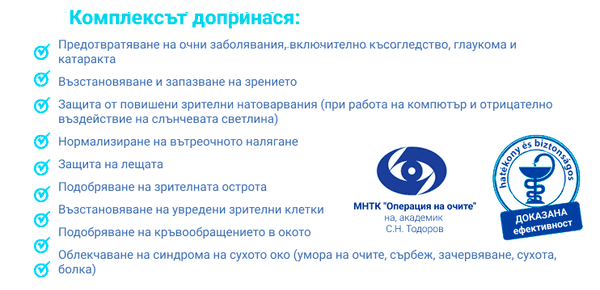 Комплексът допринася:
Предотвратяване на очни заболявания, включително късогледство, глаукома и
катаракта
Възстановяване и запазване на зрението
Защита от повишени зрителни натоварвания (при работа на компютър и отрицателно
въздействие на слънчевата светлина)
Нормализиране на вътреочното налягане
Защита на лещата
Подобряване на зрителната острота
Възстановяване на увредени зрителни клетки
Подобряване на кръвообращението в окото
Облекчаване на синдрома на сухото око (умора на очите, сърбеж, зачервяване, сухота,
болка)
МНТК "Операция на очите"
на, академик
С.Н. Тодоров
hatékony és biztonságos
ДОКАЗАНА
ефективност